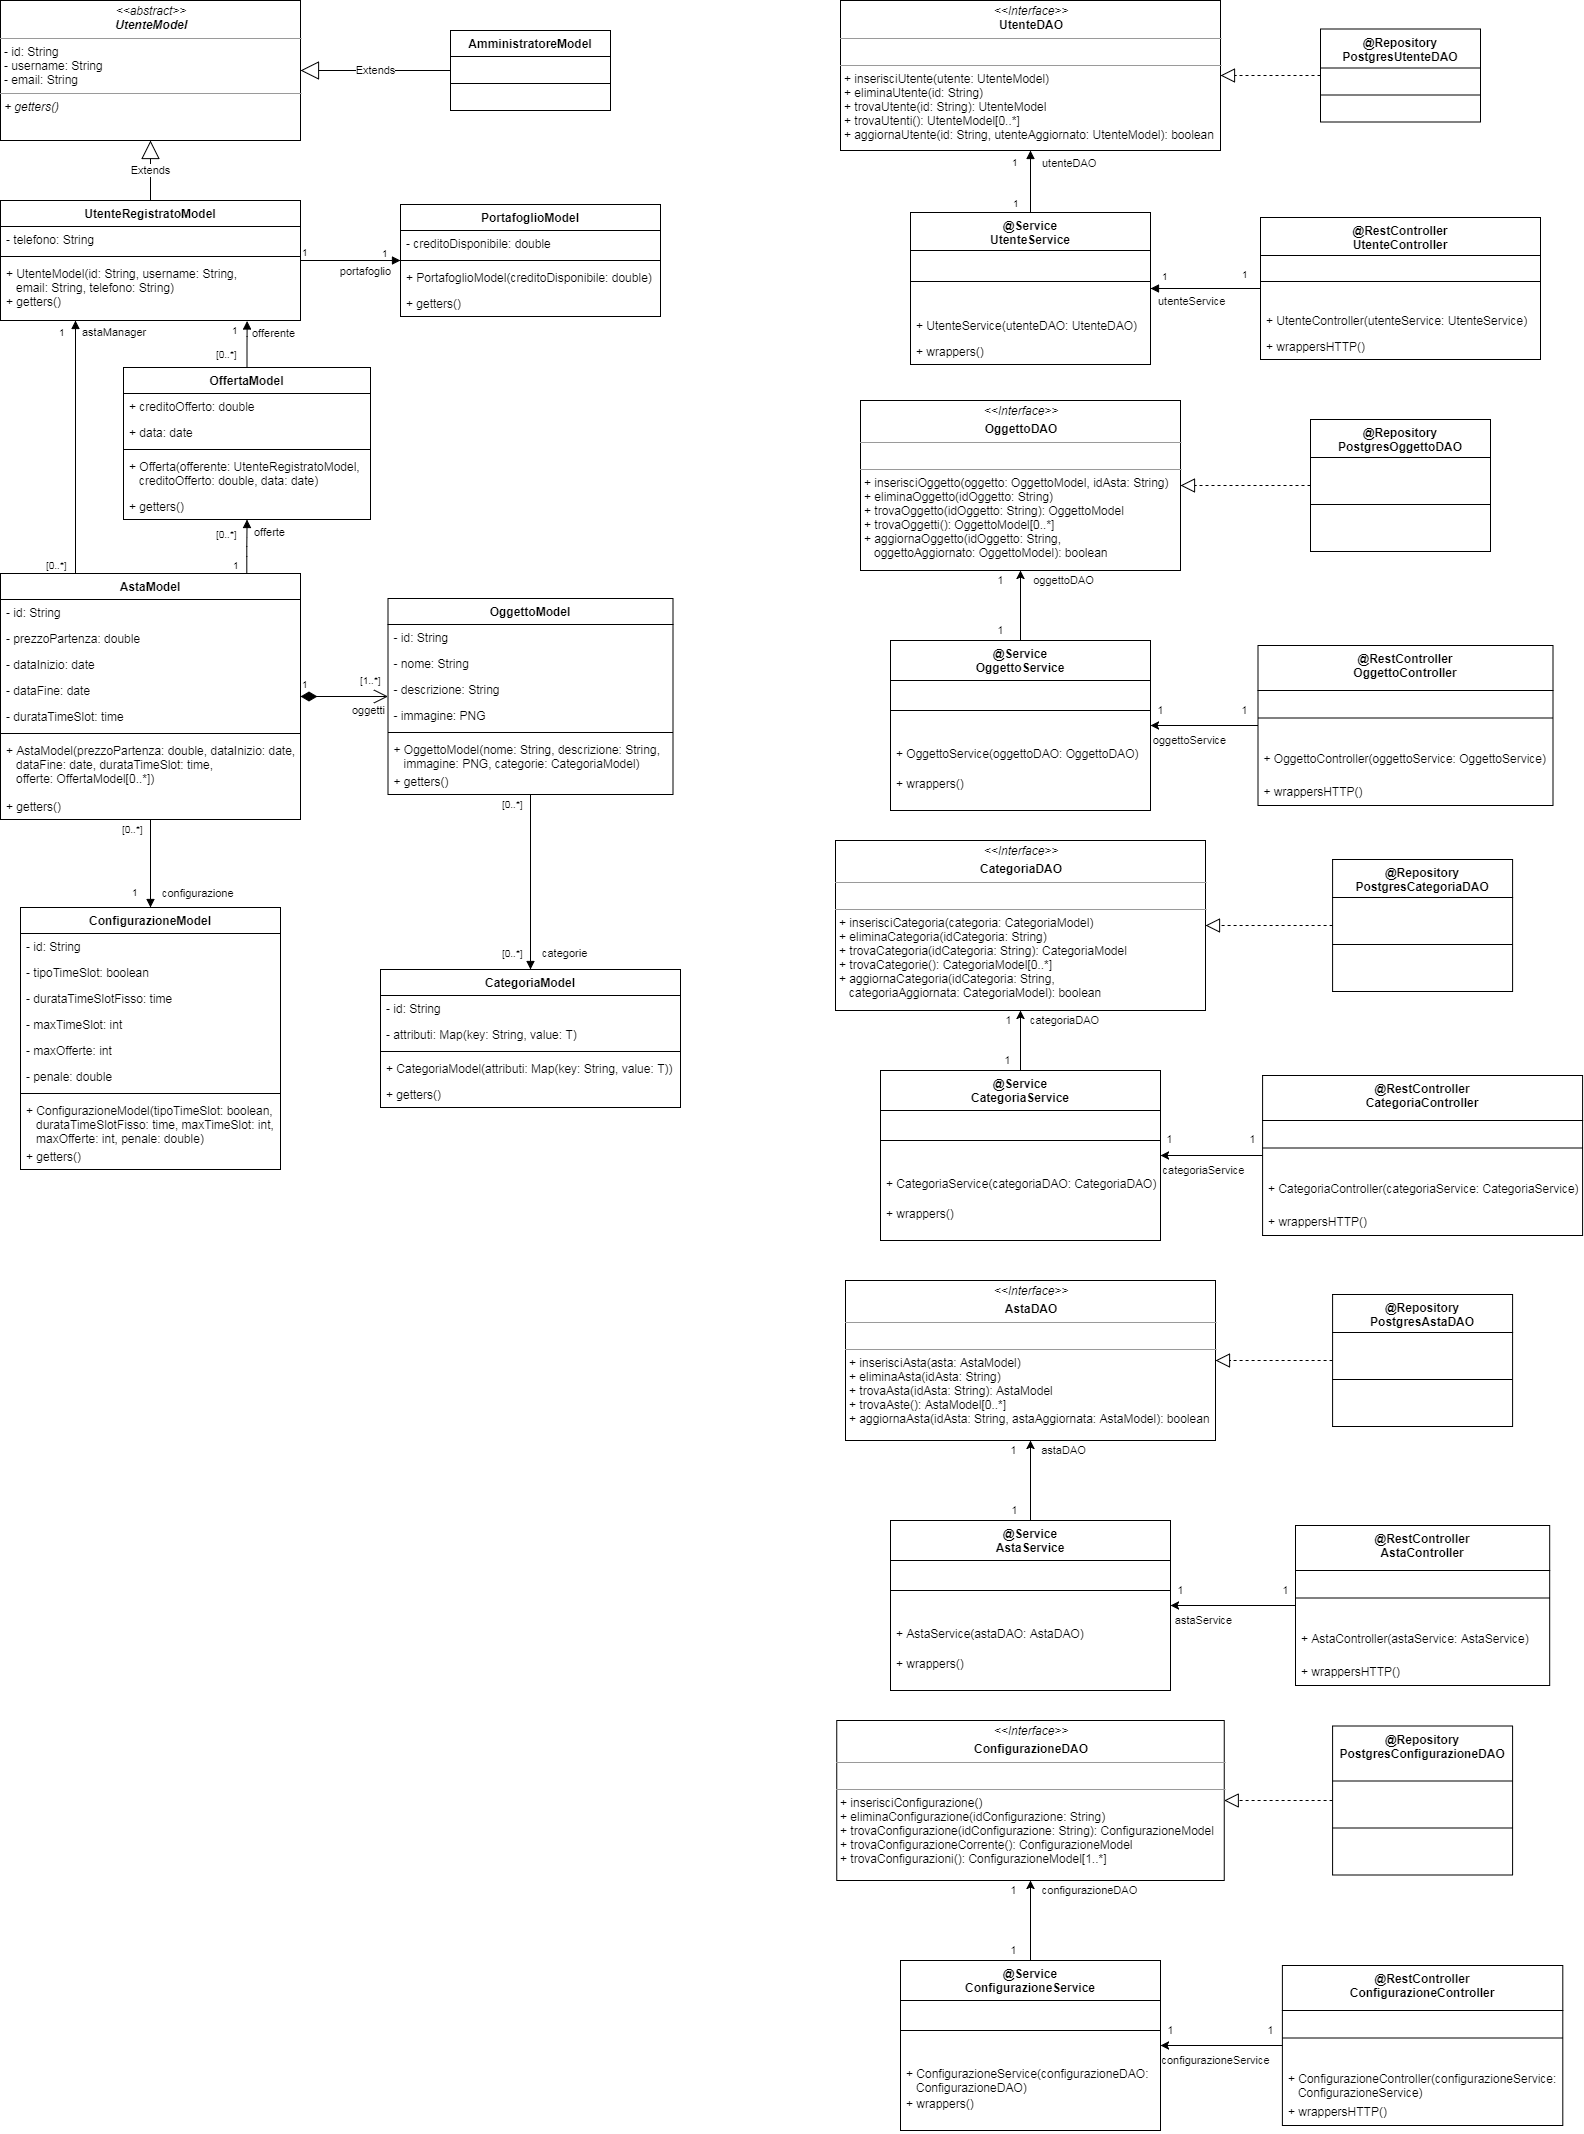 <<abstract>>
UtenteModel
- id: String
- username: String
- email: String
+ getters()
Extends
AmministratoreModel
Extends
UtenteRegistratoModel
- telefono: String
+ UtenteModel(id: String, username: String,
email: String, telefono: String)
+ getters()
1
1
portafoglio
PortafoglioModel
- creditoDisponibile: double
+ PortafoglioModel(creditoDisponibile: double)
+ getters()
1
astaManager
[0..*]
1
offerente
[0..*]
OffertaModel
+ creditoOfferto: double
+ data: date
+ Offerta(offerente: UtenteRegistratoModel,
creditoOfferto: double, data: date)
+ getters()
[0..*]
offerte
1
AstaModel
- id: String
- prezzoPartenza: double
- dataInizio: date
- dataFine: date
- durataTimeSlot: time
+ AstaModel(prezzoPartenza: double, dataInizio: date,
dataFine: date, durataTimeSlot: time,
offerte: OffertaModel[0..*])
+ getters()
1
[1..*]
oggetti
OggettoModel
- id: String
- nome: String
- descrizione: String
- immagine: PNG
+ OggettoModel(nome: String, descrizione: String,
immagine: PNG, categorie: CategoriaModel)
+ getters()
[0..*]
1
configurazione
ConfigurazioneModel
- id: String
- tipoTimeSlot: boolean
- durataTimeSlotFisso: time
- maxTimeSlot: int
- maxOfferte: int
- penale: double
+ ConfigurazioneModel(tipoTimeSlot: boolean,
durataTimeSlotFisso: time, maxTimeSlot: int,
maxOfferte: int, penale: double)
+ getters()
[0..*]
[0..*]
categorie
CategoriaModel
- id: String
- attributi: Map(key: String, value: T)
+ CategoriaModel(attributi: Map(key: String, value: T))
+ getters()
<<Interface>>
UtenteDAO
+ inserisciUtente(utente: UtenteModel)
+ eliminaUtente(id: String)
+ trovaUtente(id: String): UtenteModel
+ trovaUtenti(): UtenteModel[0..*]
+ aggiornaUtente(id: String, utenteAggiornato: UtenteModel): boolean
@Repository
PostgresUtenteDAO
1
utenteDAO
1
@Service
UtenteService
+ UtenteService(utenteDAO: UtenteDAO)
+ wrappers()
1
1
utenteService
@RestController
UtenteController
+ UtenteController(utenteService: UtenteService)
+ wrappersHTTP()
<<Interface>>
OggettoDAO
+ inserisciOggetto(oggetto: OggettoModel, idAsta: String)
+ eliminaOggetto(idOggetto: String)
+ trovaOggetto(idOggetto: String): OggettoModel
+ trovaOggetti(): OggettoModel[0..*]
+ aggiornaOggetto(idOggetto: String,
oggettoAggiornato: OggettoModel): boolean
@Repository
PostgresOggettoDAO
1
oggettoDAO
1
@Service
OggettoService
+ OggettoService(oggettoDAO: OggettoDAO)
+ wrappers()
1
1
oggettoService
@RestController
OggettoController
+ OggettoController(oggettoService: OggettoService)
+ wrappersHTTP()
<<Interface>>
CategoriaDAO
+ inserisciCategoria(categoria: CategoriaModel)
+ eliminaCategoria(idCategoria: String)
+ trovaCategoria(idCategoria: String): CategoriaModel
+ trovaCategorie(): CategoriaModel[0..*]
+ aggiornaCategoria(idCategoria: String,
categoriaAggiornata: CategoriaModel): boolean
@Repository
PostgresCategoriaDAO
1
categoriaDAO
1
@Service
CategoriaService
+ CategoriaService(categoriaDAO: CategoriaDAO)
+ wrappers()
1
1
categoriaService
@RestController
CategoriaController
+ CategoriaController(categoriaService: CategoriaService)
+ wrappersHTTP()
<<Interface>>
AstaDAO
+ inserisciAsta(asta: AstaModel)
+ eliminaAsta(idAsta: String)
+ trovaAsta(idAsta: String): AstaModel
+ trovaAste(): AstaModel[0..*]
+ aggiornaAsta(idAsta: String, astaAggiornata: AstaModel): boolean
@Repository
PostgresAstaDAO
1
astaDAO
1
@Service
AstaService
+ AstaService(astaDAO: AstaDAO)
+ wrappers()
1
1
astaService
@RestController
AstaController
+ AstaController(astaService: AstaService)
+ wrappersHTTP()
<<Interface>>
ConfigurazioneDAO
+ inserisciConfigurazione()
+ eliminaConfigurazione(idConfigurazione: String)
+ trovaConfigurazione(idConfigurazione: String): ConfigurazioneModel
+ trovaConfigurazioneCorrente(): ConfigurazioneModel
+ trovaConfigurazioni(): ConfigurazioneModel[1..*]
@Repository
PostgresConfigurazioneDAO
1
configurazioneDAO
1
@Service
ConfigurazioneService
+ ConfigurazioneService(configurazioneDAO:
ConfigurazioneDAO)
+ wrappers()
1
1
configurazioneService
@RestController
ConfigurazioneController
+ ConfigurazioneController(configurazioneService:
ConfigurazioneService)
+ wrappersHTTP()